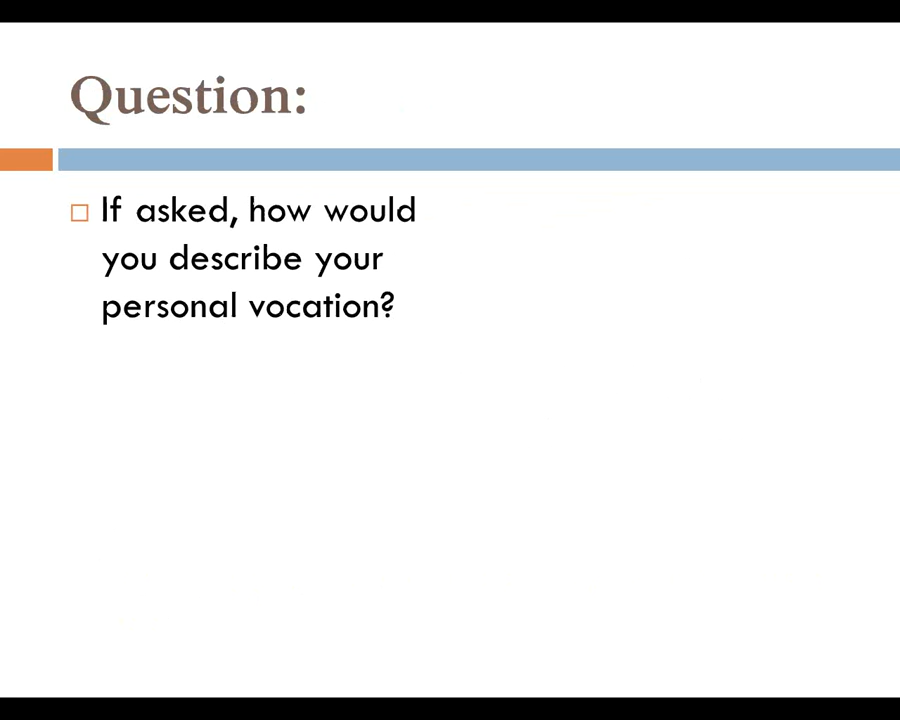 Question:
If asked, how would
you describe your
personal vocation?